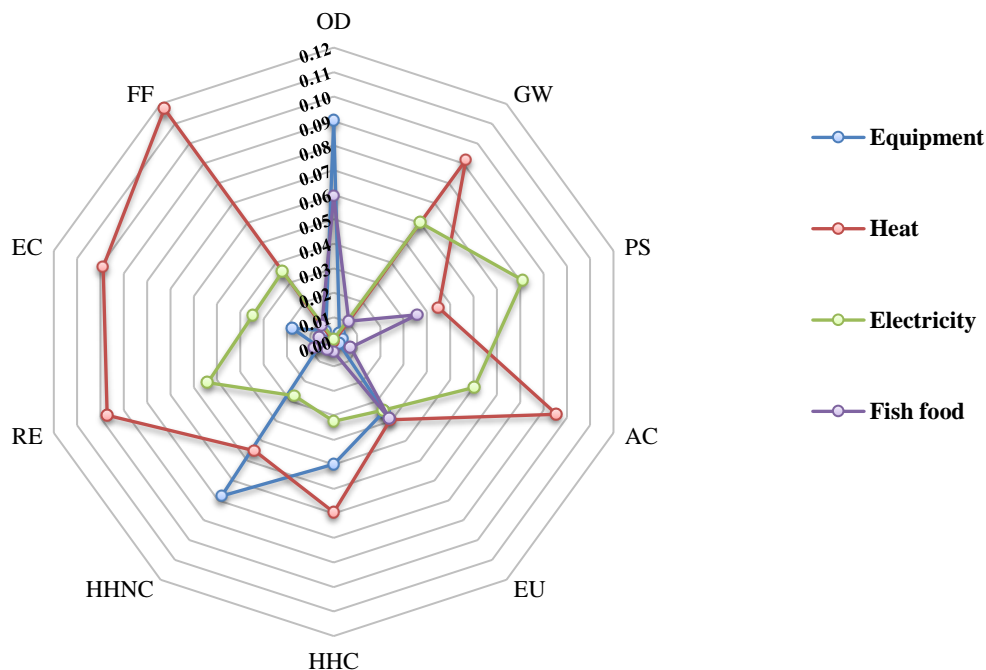 OD
GW
PS
AC
EU
HHC
HHNC
RE
EC
FF
0.12
0.11
0.10
0.09
0.08
0.07
0.06
0.05
0.04
0.03
0.02
0.01
0.00
Equipment
Heat
Electricity
Fish food